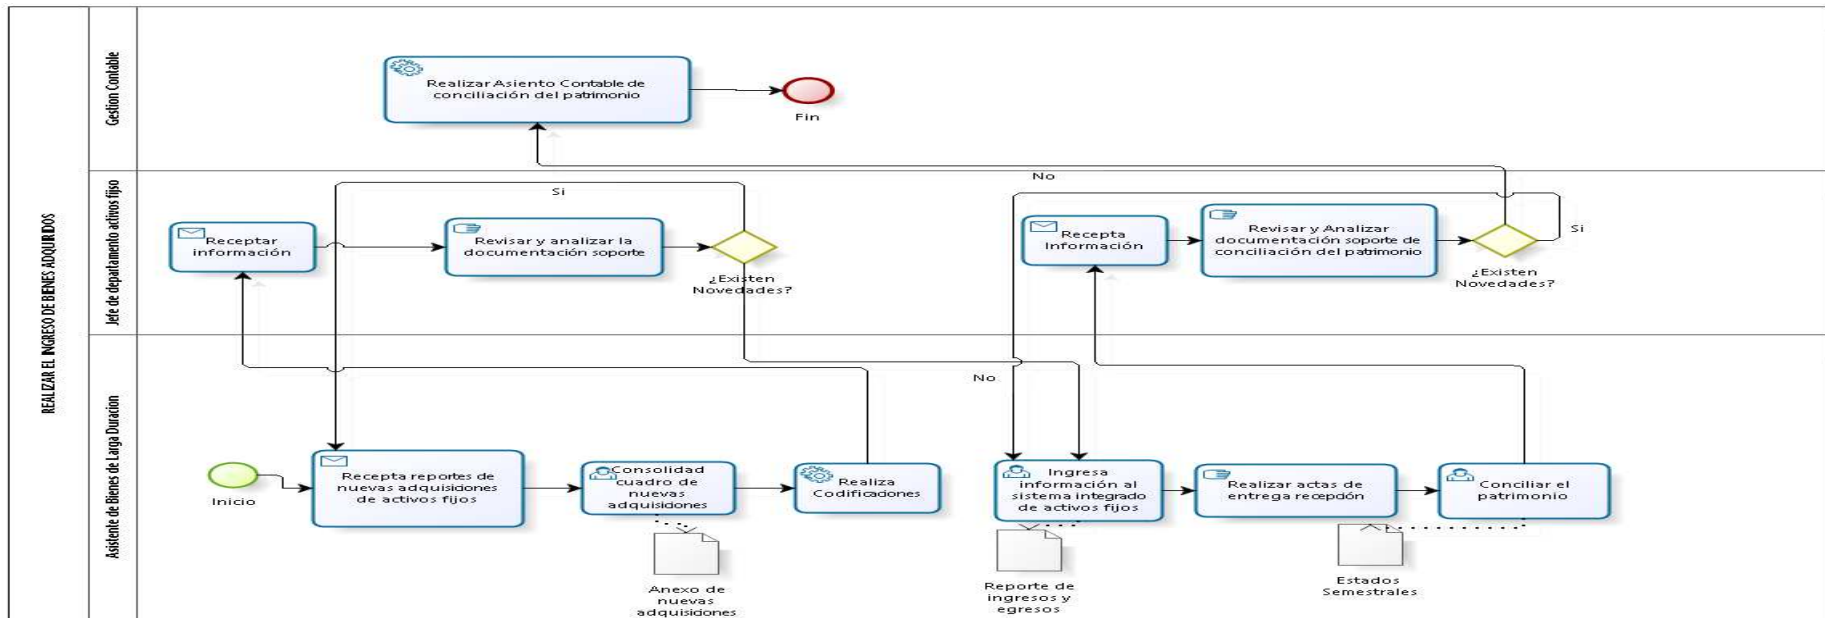 REALIZAR EL INGRESO DE BIENES ADQUIRIDOS
Gestion Contable
Realizar Asiento Contable de
conciliación del patrimonio
Fin
Jefe de departamento activos fijso
Receptar
información
Revisar y analizar la
documentación soporte
Si
¿Existen
Novedades?
No
Recepta
Información
Revisar y Analizar
documentación soporte de
conciliación del patrimonio
¿Existen
Novedades?
Si
No
Asistente de Bienes de Larga Duracion
Inicio
Recepta reportes de
nuevas adquisiciones
de activos fijos
Consolidad
cuadro de
nuevas
adquisiciones
Realiza
Codificaciones
Anexo de
nuevas
adquisiciones
Ingresa
información al
sistema integrado
de activos fijos
Realizar actas de
entrega recepción
Conciliar el
patrimonio
Reporte de
ingresos y
egresos
Estados
Semestrales